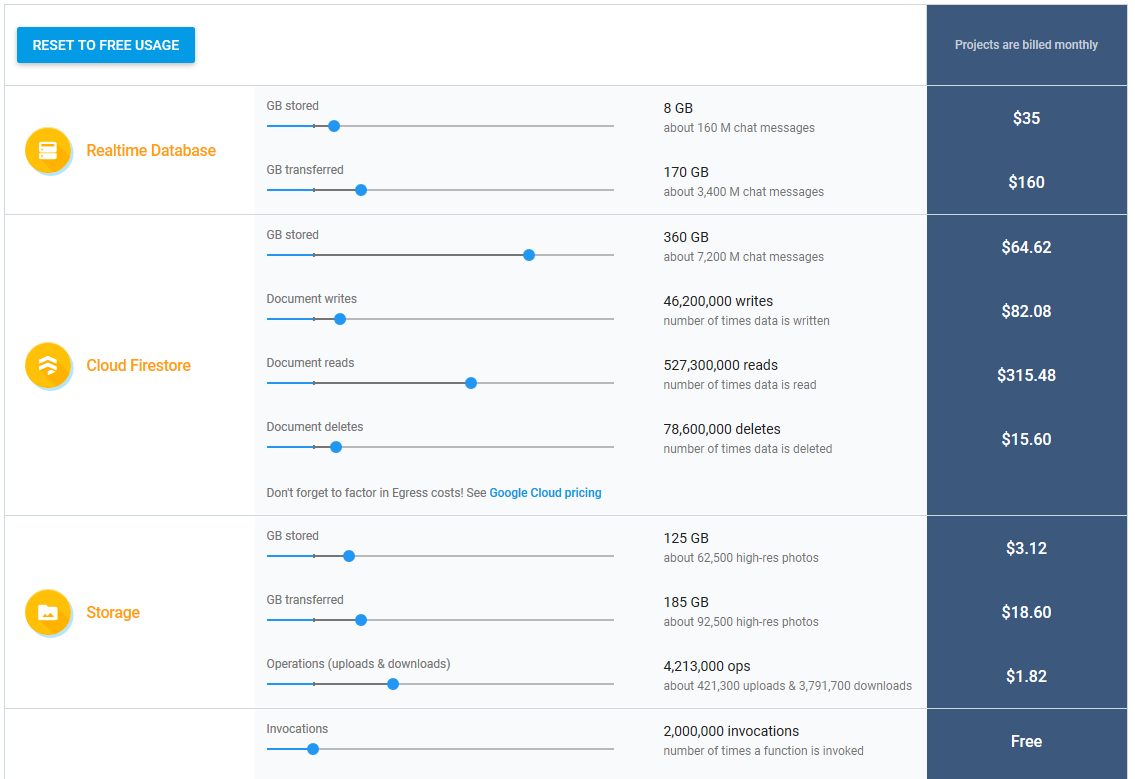 RESET TO FREE USAGE
Projects are billed monthly
Realtime Database
GB stored
8 GB
about 160 M chat messages
$35
GB transferred
170 GB
about 3,400 M chat messages
$160
Cloud Firestore
GB stored
360 GB
about 7,200 M chat messages
$64.62
Document writes
46,200,000 writes
number of times data is written
$82.08
Document reads
527,300,000 reads
number of times data is read
$315.48
Document deletes
78,600,000 deletes
number of times data is deleted
$15.60
Don't forget to factor in Egress costs! See Google Cloud pricing
Storage
GB stored
125 GB
about 62,500 high-res photos
$3.12
GB transferred
185 GB
about 92,500 high-res photos
$18.60
Operations (uploads & downloads)
4,213,000 ops
about 421,300 uploads & 3,791,700 downloads
$1.82
Invocations
2,000,000 invocations
number of times a function is invoked
Free